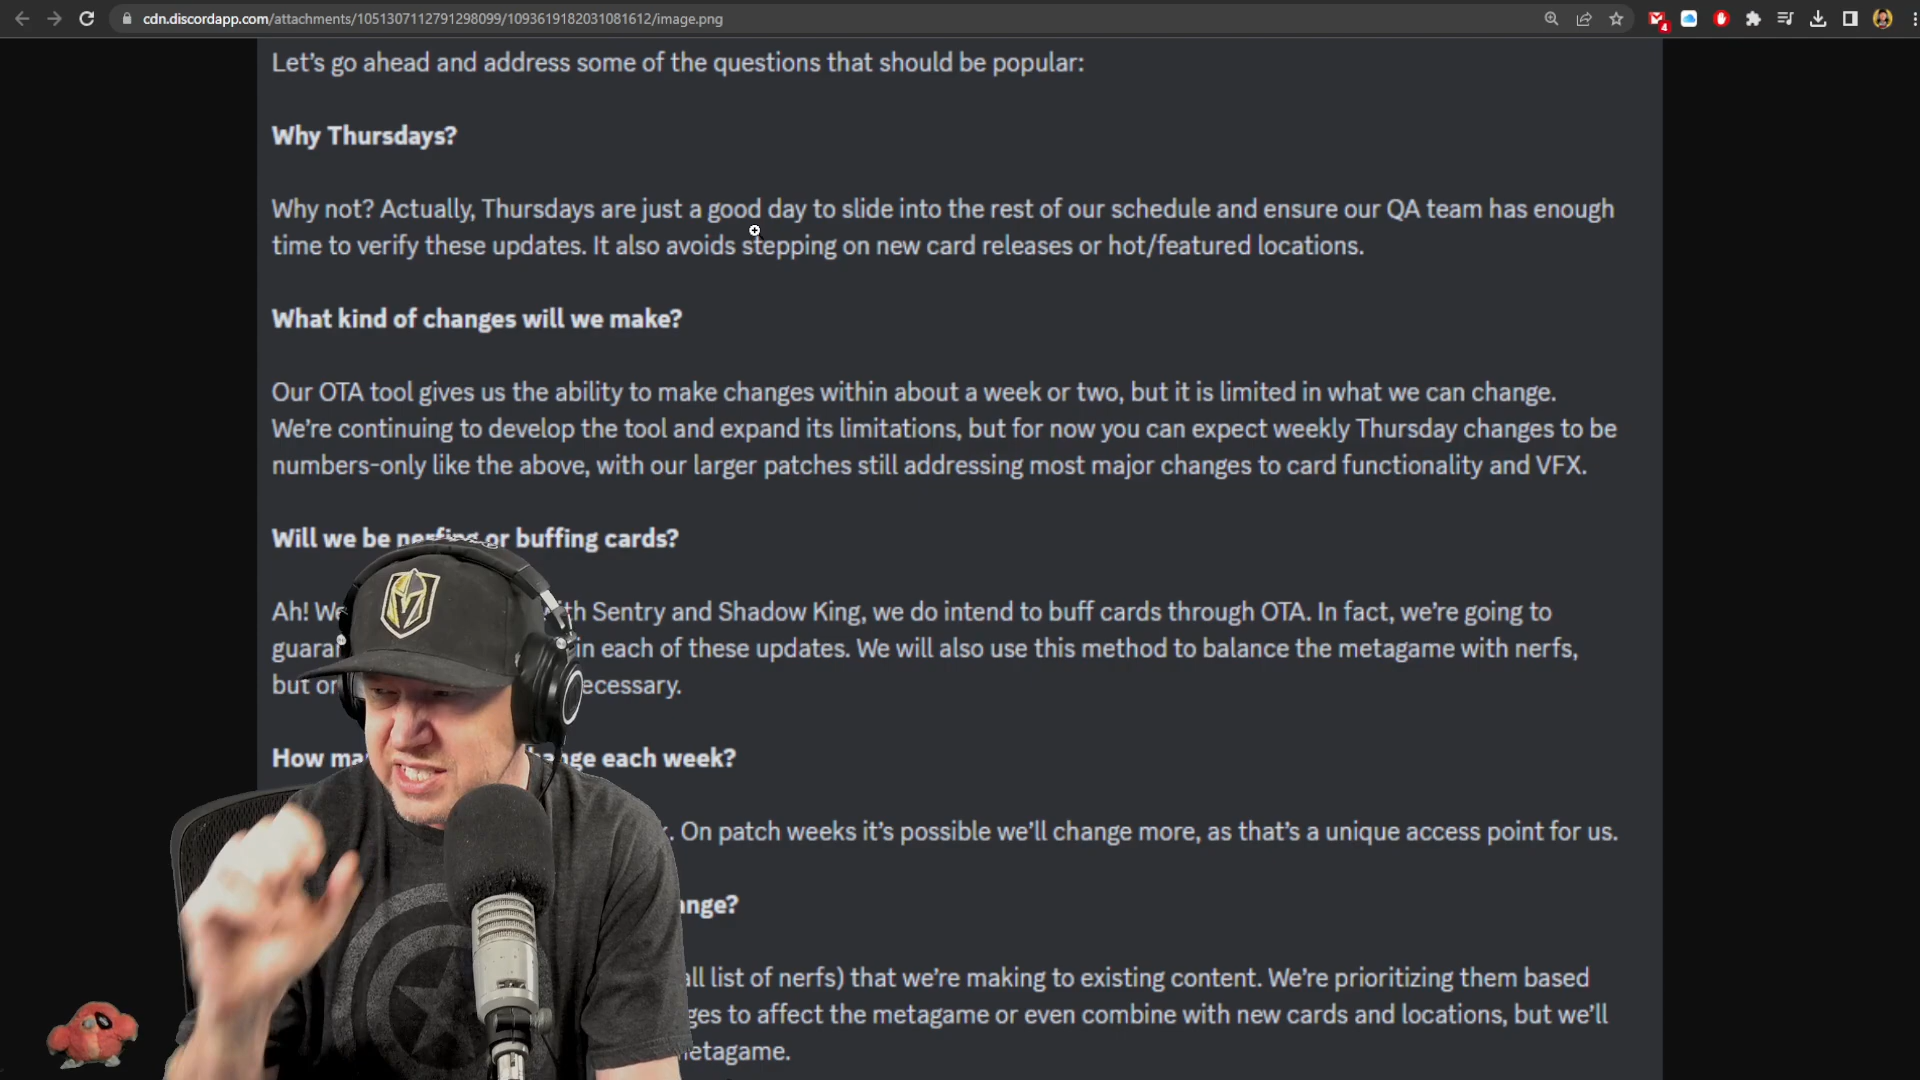 cdn.discordapp.com/attachments/1051307112791298099/1093619182031081612/image.png
4
Let's go ahead and address some of the questions that should be popular:
Why Thursdays?
Why not? Actually, Thursdays are just a good day to slide into the rest of our schedule and ensure our QA team has enough
time to verify these updates. It also avoids stepping on new card releases or hot/featured locations.
What kind of changes will we make?
Our OTA tool gives us the ability to make changes within about a week or two, but it is limited in what we can change.
We're continuing to develop the tool and expand its limitations, but for now you can expect weekly Thursday changes to be
numbers-only like the above, with our larger patches still addressing most major changes to card functionality and VFX.
Will we be nerfing or buffing cards?
Ah! Sentry and Shadow King, we do intend to buff cards through OTA. In fact, we're going to
in each of these updates. We will also use this method to balance the metagame with nerfs,
but
How each week?
On patch weeks it's possible we'll change more, as that's a unique access point for us.
list of nerfs) that we're making to existing content. We're prioritizing them based
to affect the metagame or even combine with new cards and locations, but we'll